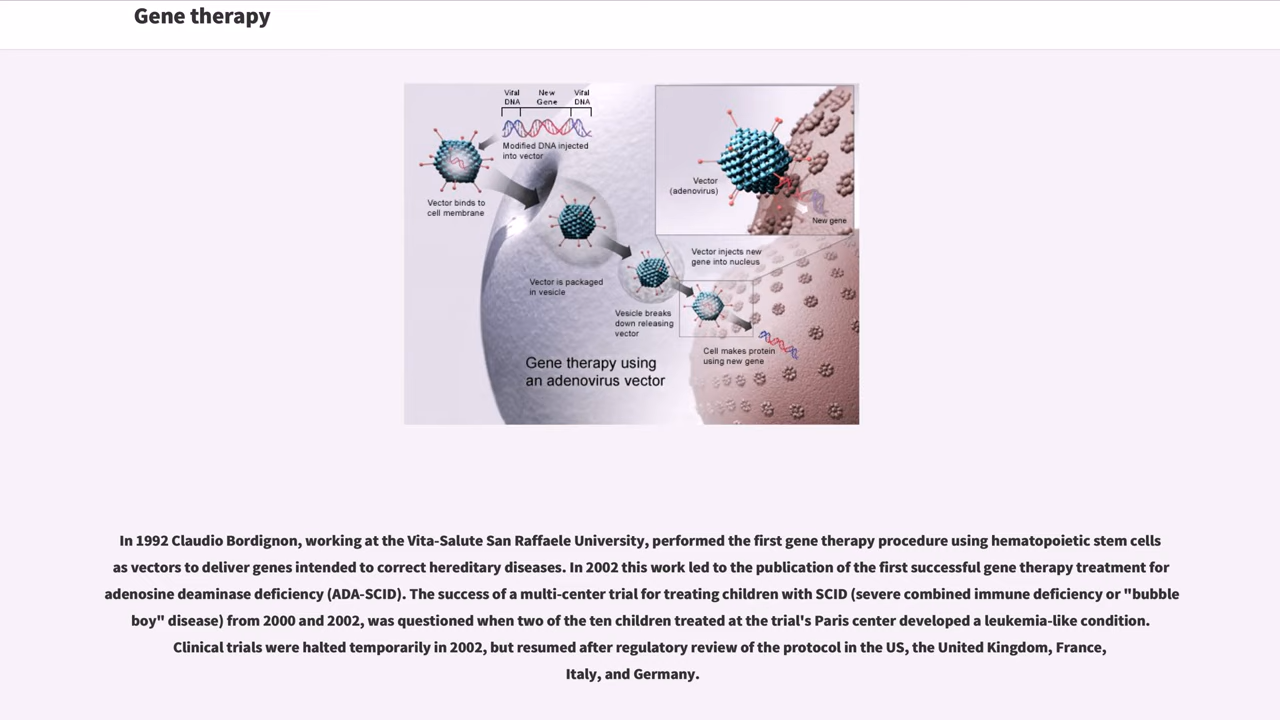 Gene therapy
Viral New Viral
DNA Gene DNA
Modified DNA injected
into vector
Vector binds to
cell membrane
Vector
(adenovirus)
New gene
Vector injects new
gene into nucleus
Vector is packaged
in vesicle
Vesicle breaks
down releasing
vector
Cell makes protein
using new gene
Gene therapy using
an adenovirus vector
In 1992 Claudio Bordignon, working at the Vita-Salute San Raffaele University, performed the first gene therapy procedure using hematopoietic stem cells
as vectors to deliver genes intended to correct hereditary diseases. In 2002 this work led to the publication of the first successful gene therapy treatment for
adenosine deaminase deficiency (ADA-SCID). The success of a multi-center trial for treating children with SCID (severe combined immune deficiency or "bubble
boy" disease) from 2000 and 2002, was questioned when two of the ten children treated at the trial's Paris center developed a leukemia-like condition.
Clinical trials were halted temporarily in 2002, but resumed after regulatory review of the protocol in the US, the United Kingdom, France,
Italy, and Germany.